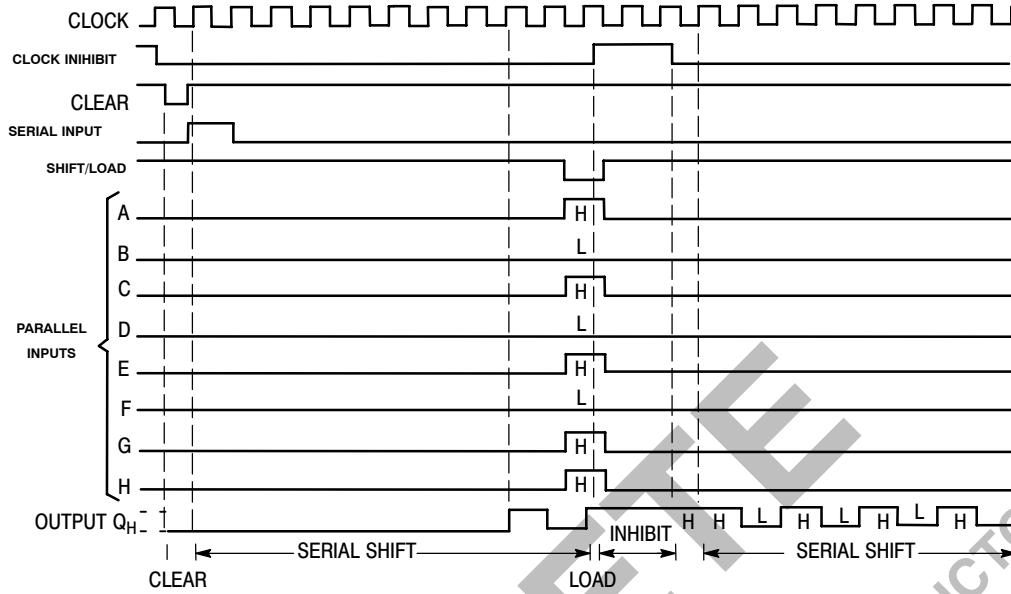 CLOCK
CLOCK INIHIBIT
CLEAR
SERIAL INPUT
SHIFT/LOAD
A H
B L
C H
PARALLEL INPUTS
D L
E H
F L
G H
H H
OUTPUT QH
INHIBIT H H L H L H L H
SERIAL SHIFT SERIAL SHIFT
CLEAR LOAD